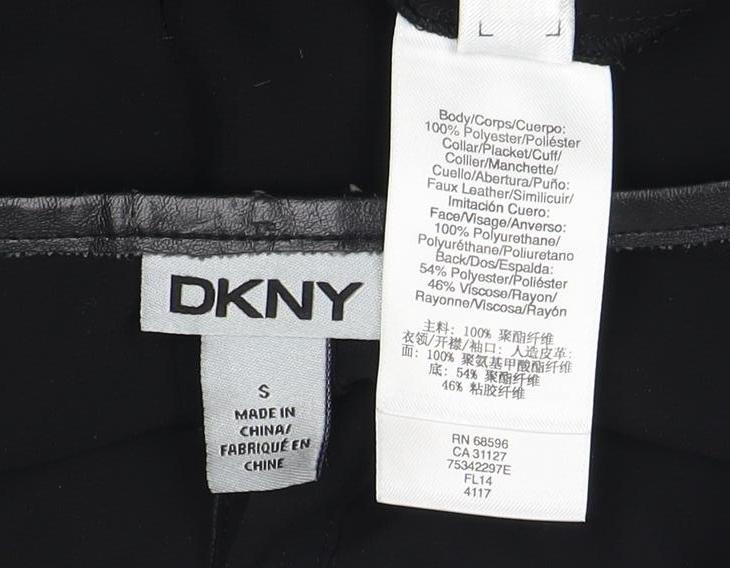 DKNY
S
MADE IN
CHINA/
FABRIQUÉ EN
CHINE
Body/Corps/Cuerpo:
100% Polyester/Poliéster
Collar/Placket/Cuff/
Collier/Manchette/
Cuello/Abertura/Puño:
Faux Leather/Similicuir/
Imitación Cuero:
Face/Visage/Anverso:
100% Polyurethane/
Polyuréthane/Poliuretano
Back/Dos/Espalda:
54% Polyester/Poliéster
46% Viscose/Rayon/
Rayonne/Viscosa/Rayón
主料: 100% 聚酯纤维
衣领/开襟/袖口: 人造皮革:
面: 100% 聚氨基甲酸酯纤维
底: 54% 聚酯纤维
46% 粘胶纤维
RN 68596
CA 31127
75342297E
FL14
4117